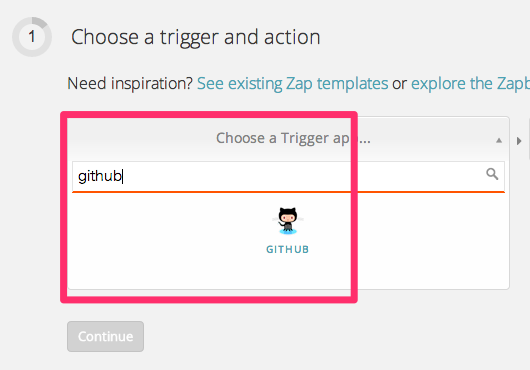 1 Choose a trigger and action
Need inspiration? See existing Zap templates or explore the Zapb
Choose a Trigger ap...
github
GITHUB
Continue